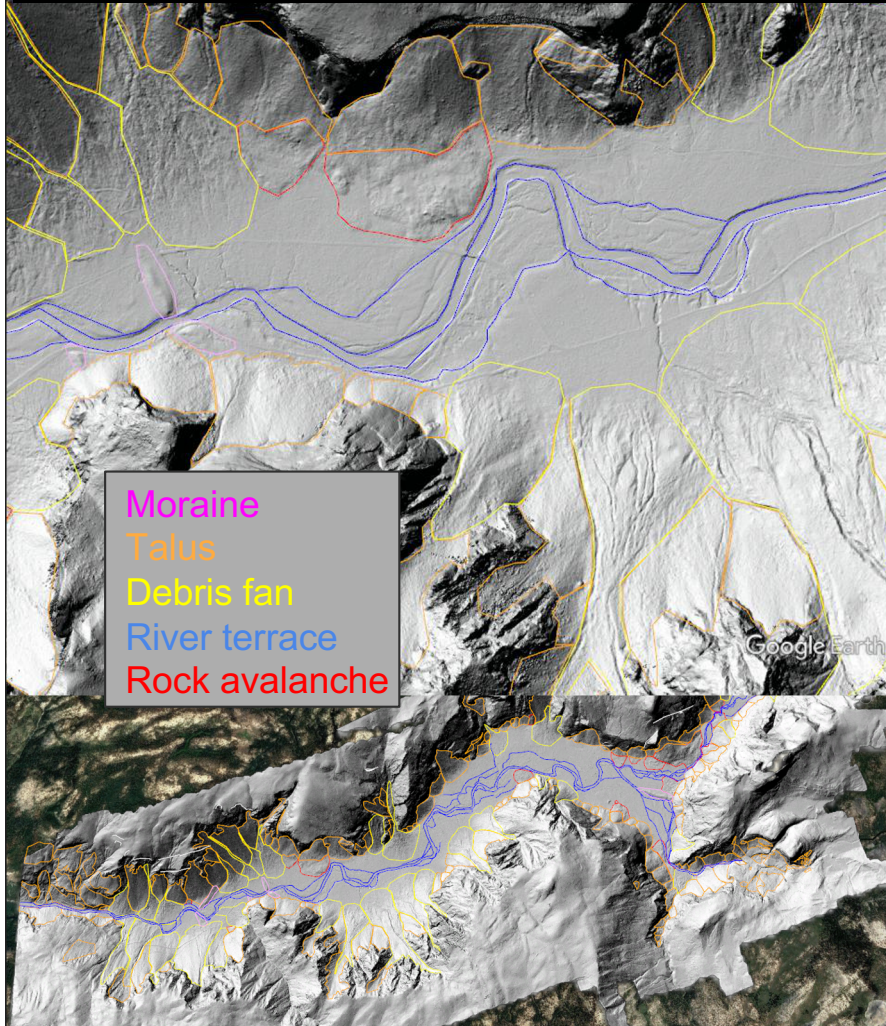 Moraine
Talus
Debris fan
River terrace
Rock avalanche
Google Earth